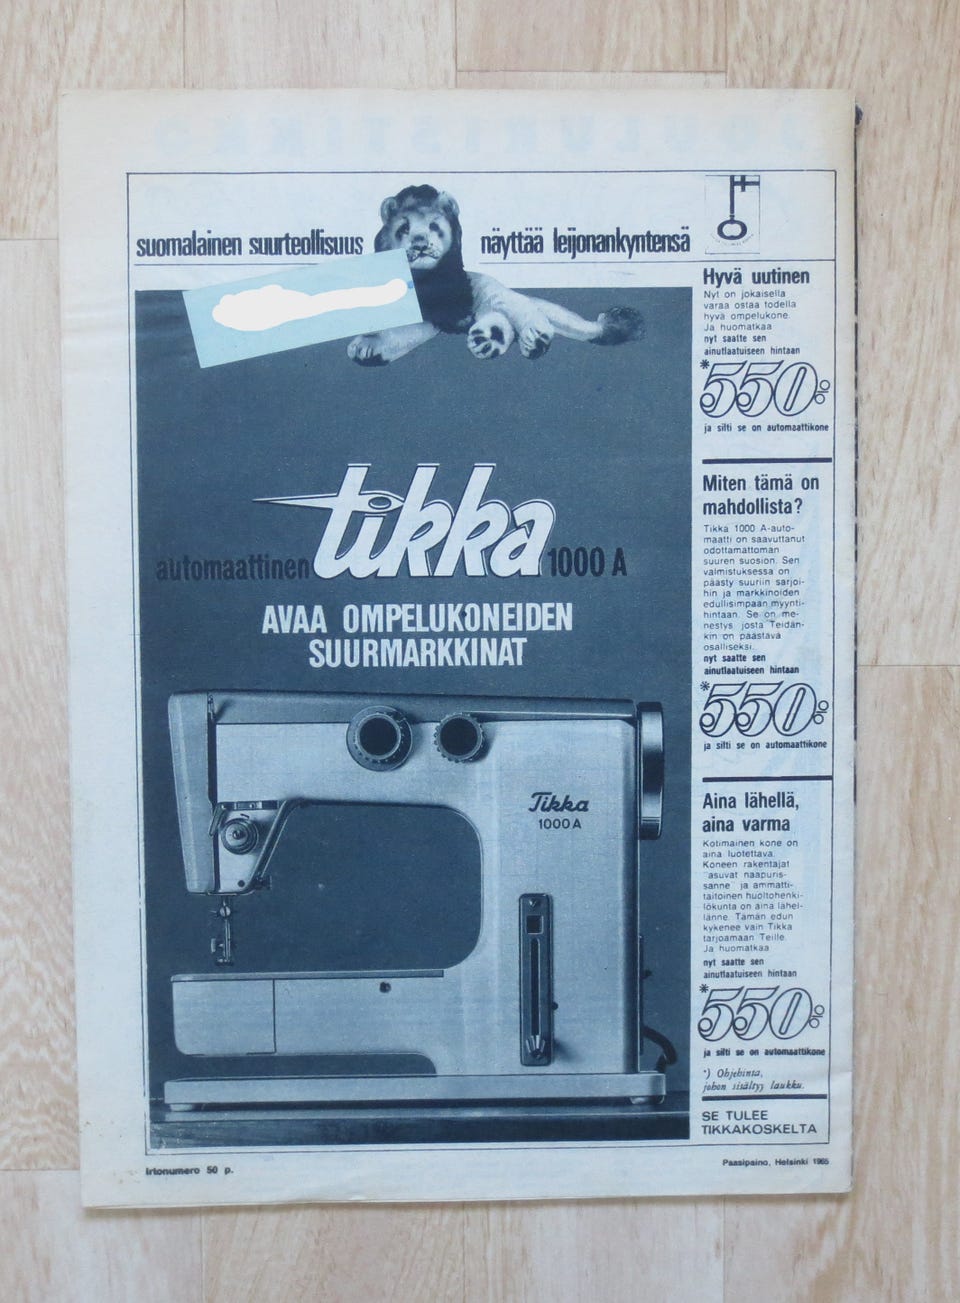 suomalainen suurteollisuus näyttää leijonankyntensä
automaattinen tikka 1000 A
AVAA OMPELUKONEIDEN
SUURMARKKINAT
Tikka
1000 A
Hyvä uutinen
Nyt on jokaisella
varaa ostaa todella
hyvä ompelukone.
Ja huomatkaa
nyt saatte sen
ainutlaatuiseen hintaan
*550:-
ja silti se on automaattikone
Miten tämä on
mahdollista?
Tikka 1000 A-auto-
maatti on saavuttanut
odottamattoman
suuren suosion. Sen
valmistuksessa on
päästy suuriin sarjoi-
hin ja markkinoiden
edullisimpaan myynti-
hintaan. Se on me-
nestys josta Teidän-
kin on päästävä
osalliseksi.
nyt saatte sen
ainutlaatuiseen hintaan
*550:-
ja silti se on automaattikone
Aina lähellä,
aina varma
Kotimainen kone on
aina luotettava.
Koneen rakentajat
"asuvat naapuris-
sanne" ja ammatti-
taitoinen huoltohenki-
lökunta on aina lähel-
länne. Tämän edun
kykenee vain Tikka
tarjoamaan Teille.
Ja huomatkaa
nyt saatte sen
ainutlaatuiseen hintaan
*550:-
ja silti se on automaattikone
*) Ohjehinta,
johon sisältyy laukku.
SE TULEE
TIKKAKOSKELTA
Irtonumero 50 p.
Paasipaino, Helsinki 1965